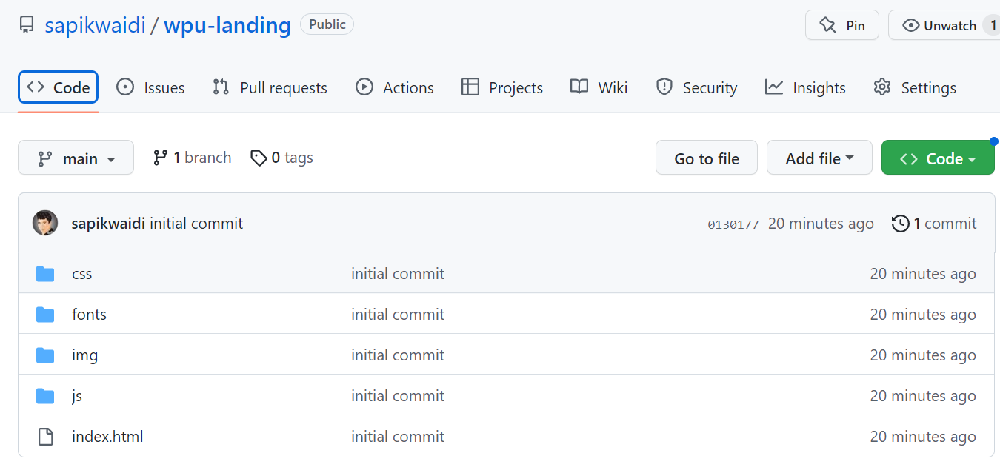 sapikwaidi / wpu-landing Public Pin Unwatch 1
Code Issues Pull requests Actions Projects Wiki Security Insights Settings
main 1 branch 0 tags Go to file Add file Code
sapikwaidi initial commit 0130177 20 minutes ago 1 commit
css initial commit 20 minutes ago
fonts initial commit 20 minutes ago
img initial commit 20 minutes ago
js initial commit 20 minutes ago
index.html initial commit 20 minutes ago